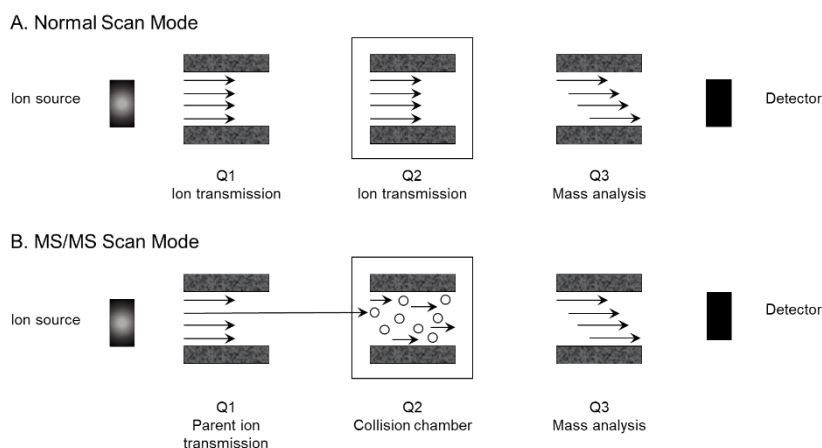 A. Normal Scan Mode
Ion source
Detector
Q1
Ion transmission
Q2
Ion transmission
Q3
Mass analysis
B. MS/MS Scan Mode
Ion source
Detector
Q1
Parent ion
transmission
Q2
Collision chamber
Q3
Mass analysis